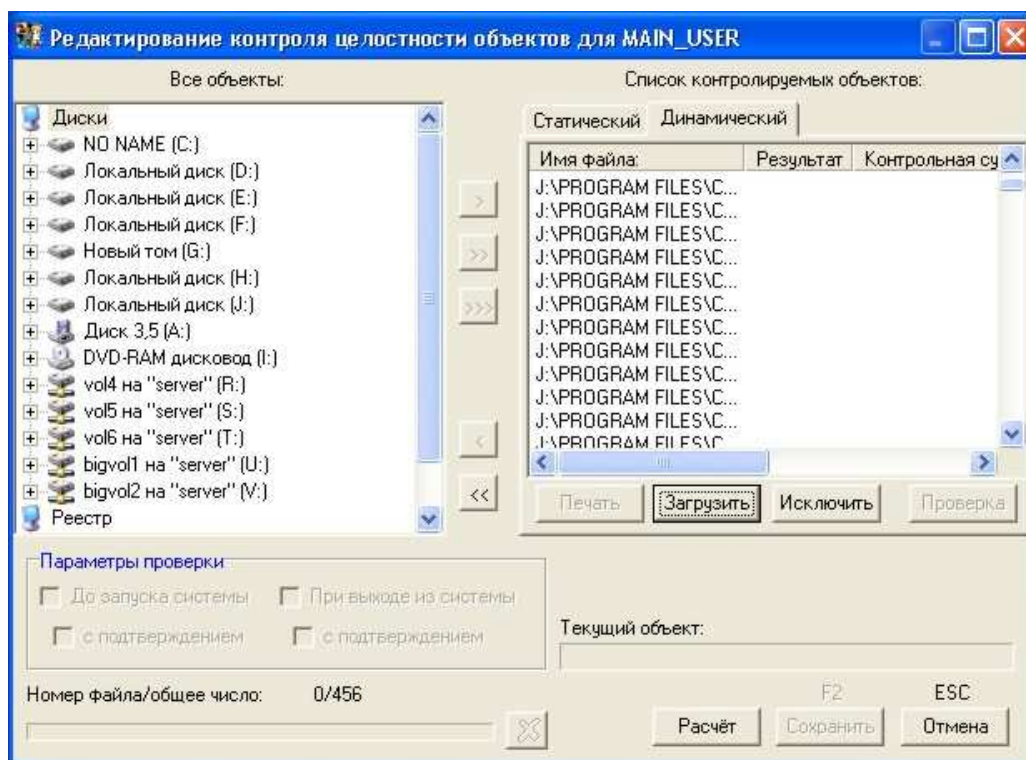 Редактирование контроля целостности объектов для MAIN_USER
Все объекты:
Список контролируемых объектов:
Диски
NO NAME (C:)
Локальный диск (D:)
Локальный диск (E:)
Локальный диск (F:)
Новый том (G:)
Локальный диск (H:)
Локальный диск (J:)
Диск 3,5 (A:)
DVD-RAM дисковод (I:)
vol4 на "server" (R:)
vol5 на "server" (S:)
vol6 на "server" (T:)
bigvol1 на "server" (U:)
bigvol2 на "server" (V:)
Реестр
>
>>
>>>
<
<<
Статический Динамический
Имя файла: Результат Контрольная су
J:\PROGRAM FILES\C...
J:\PROGRAM FILES\C...
J:\PROGRAM FILES\C...
J:\PROGRAM FILES\C...
J:\PROGRAM FILES\C...
J:\PROGRAM FILES\C...
J:\PROGRAM FILES\C...
J:\PROGRAM FILES\C...
J:\PROGRAM FILES\C...
J:\PROGRAM FILES\C...
J:\PROGRAM FILES\C...
J:\PROGRAM FILES\C
Печать Загрузить Исключить Проверка
Параметры проверки
До запуска системы При выходе из системы
с подтверждением с подтверждением
Текущий объект:
Номер файла/общее число: 0/456
F2 ESC
Расчёт Сохранить Отмена